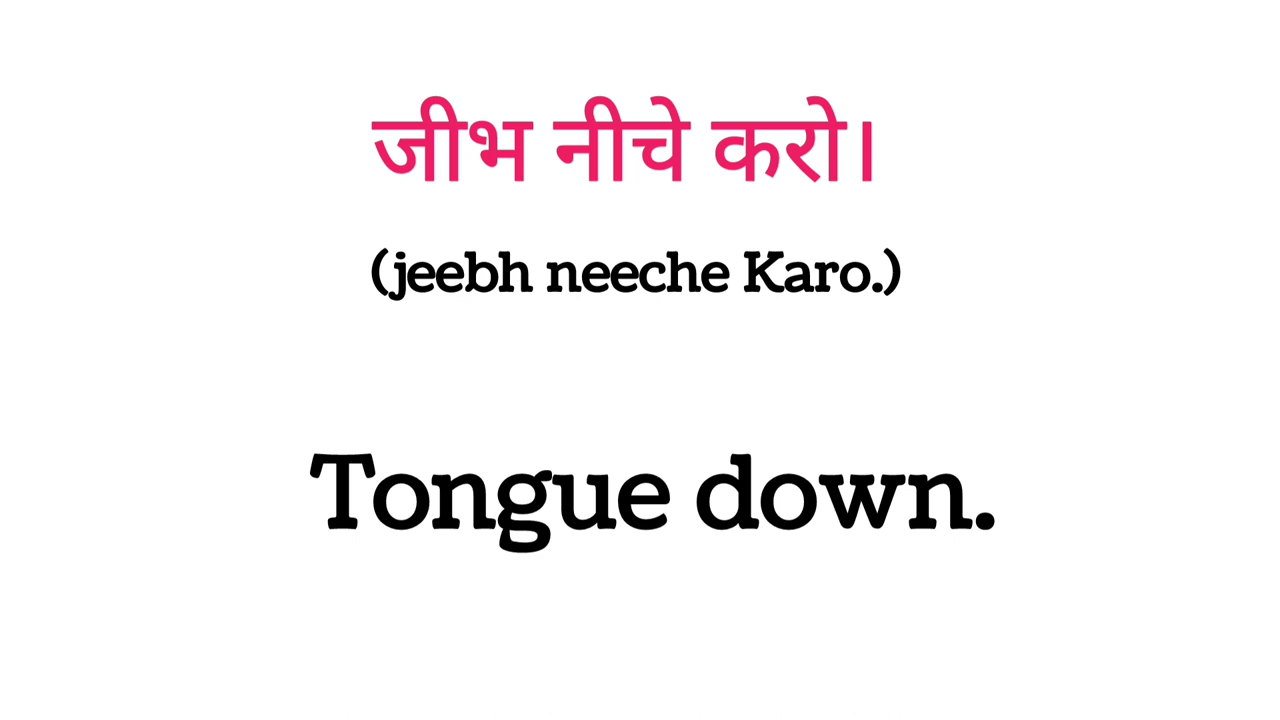 जीभ नीचे करो।
(jeebh neeche Karo.)
Tongue down.